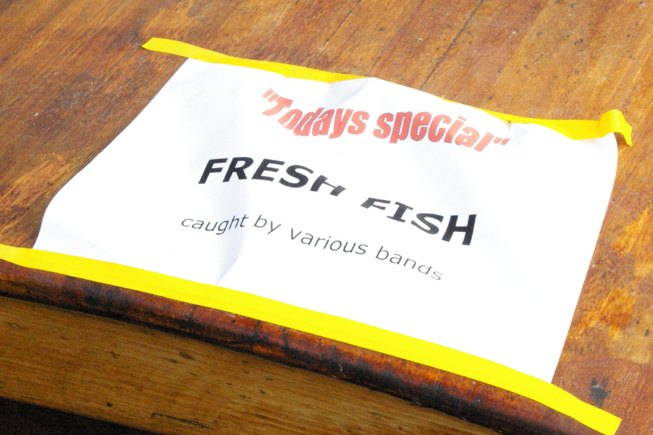 "Todays special"
FRESH FISH
caught by various bands